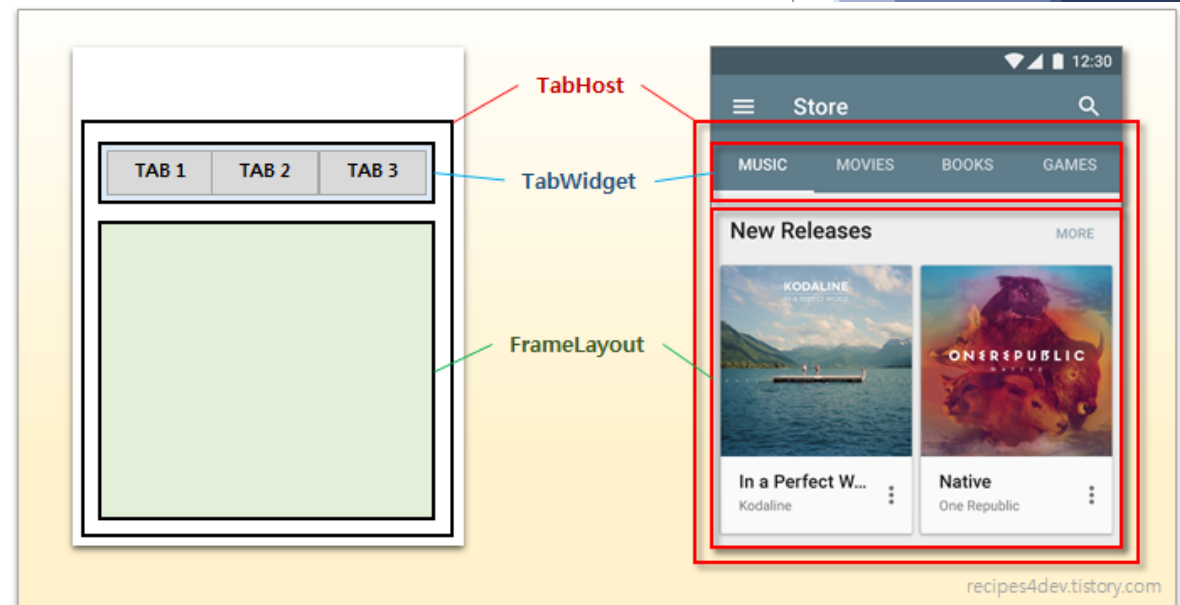 TabHost
TabWidget
FrameLayout
TAB 1 TAB 2 TAB 3
12:30
Store
MUSIC MOVIES BOOKS GAMES
New Releases MORE
KODALINE
IN A PERFECT WORLD
ONEREPUBLIC
NATIVE
In a Perfect W...
Kodaline
Native
One Republic
recipes4dev.tistory.com